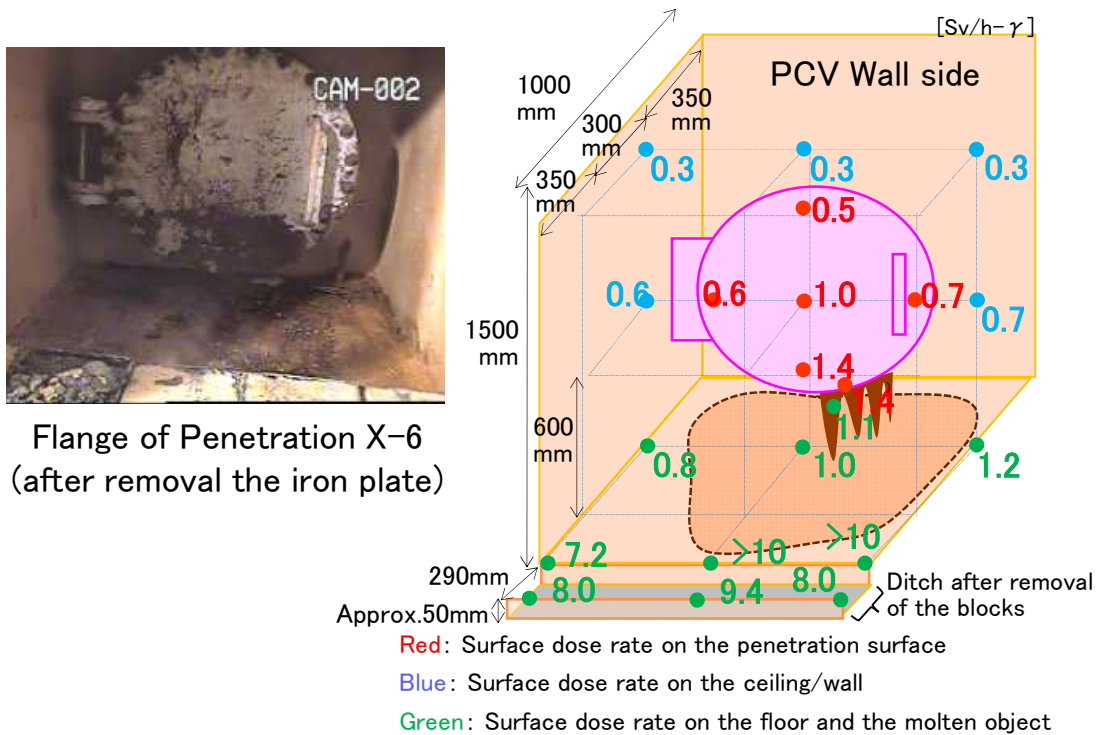 CAM-002
Flange of Penetration X-6
(after removal the iron plate)
[Sv/h-γ]
PCV Wall side
1000
mm
350
mm
300
mm
350
mm
0.3
0.3
0.3
0.5
0.6
0.6
1.0
0.7
0.7
1500
mm
1.4
1.4
1.1
600
mm
0.8
1.0
1.2
7.2
>10
>10
290mm
8.0
9.4
8.0
Approx.50mm
Ditch after removal
of the blocks
Red: Surface dose rate on the penetration surface
Blue: Surface dose rate on the ceiling/wall
Green: Surface dose rate on the floor and the molten object